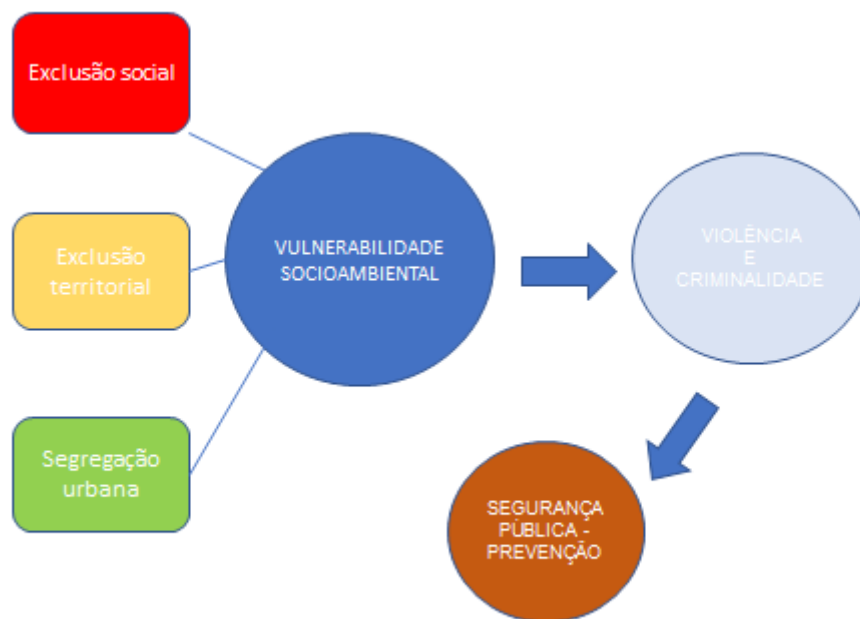 Exclusão social
Exclusão
territorial
Segregação
urbana
VULNERABILIDADE
SOCIOAMBIENTAL
VIOLÊNCIA
E
CRIMINALIDADE
SEGURANÇA
PÚBLICA -
PREVENÇÃO